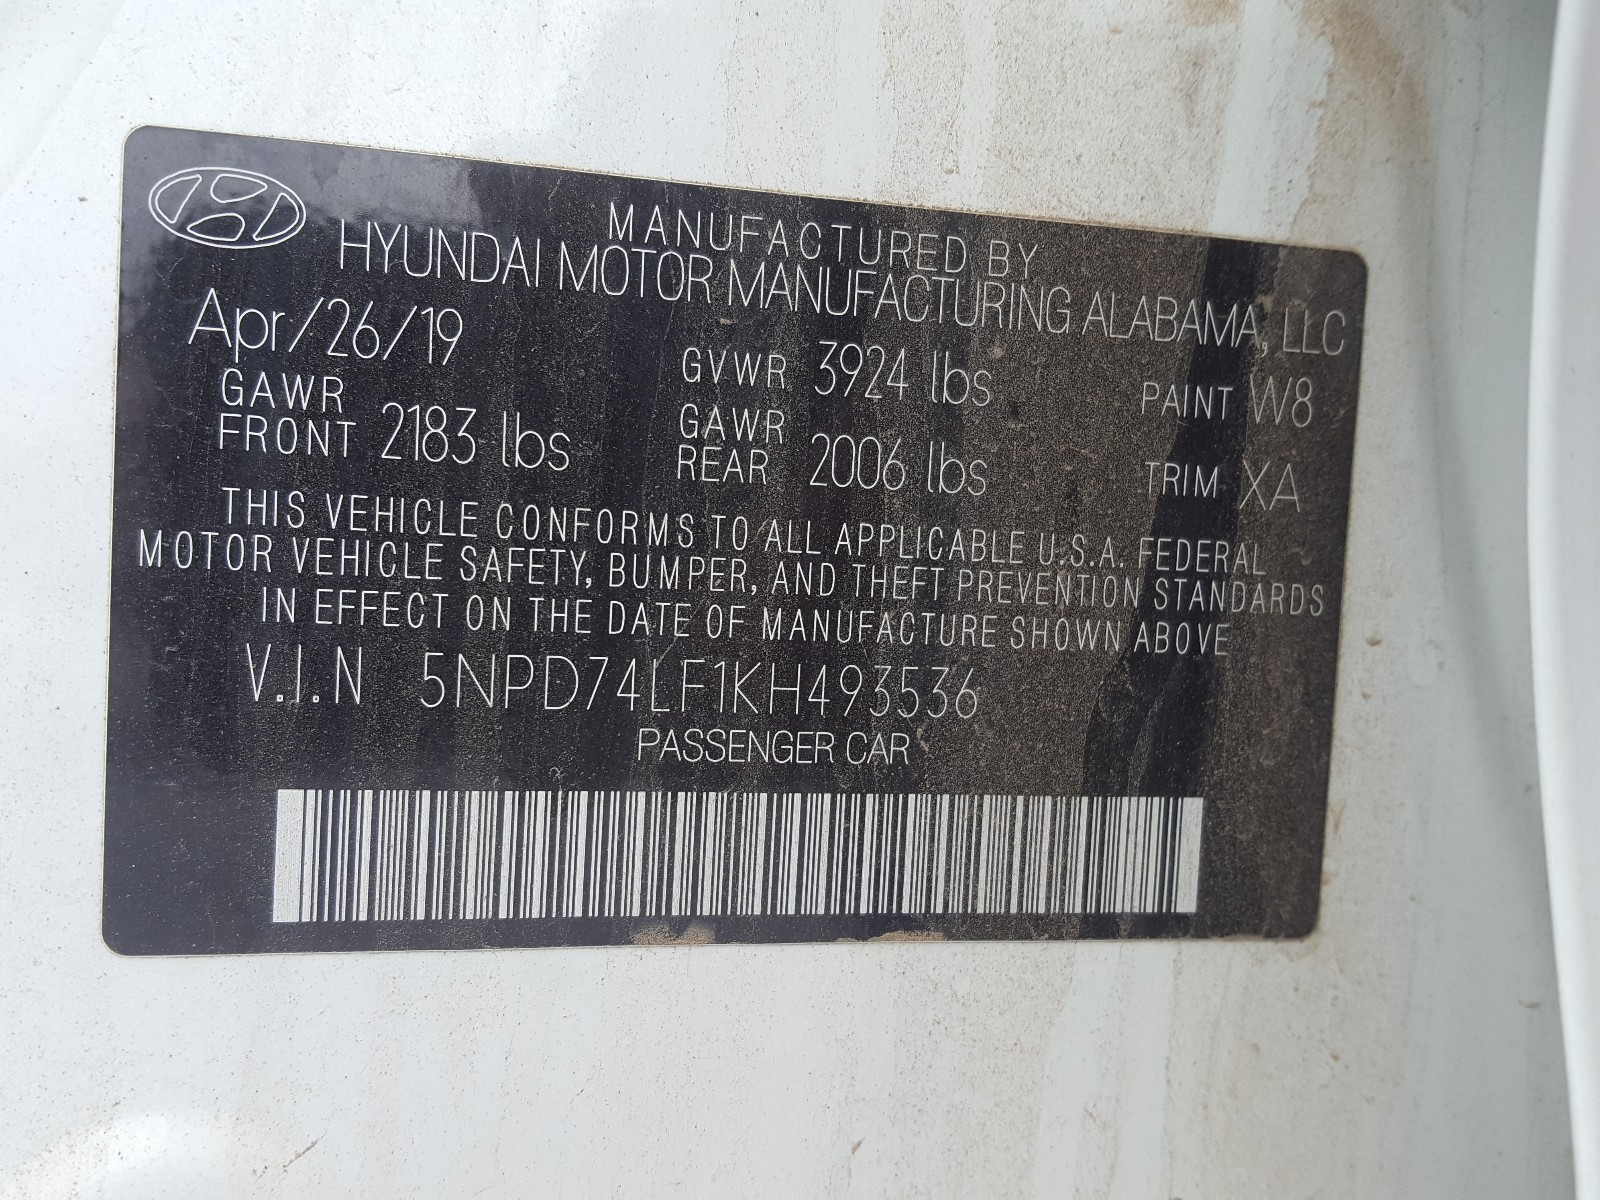 MANUFACTURED BY
HYUNDAI MOTOR MANUFACTURING ALABAMA, LLC
Apr/26/19 GVWR 3924 lbs PAINT W8
GAWR FRONT 2183 lbs GAWR REAR 2006 lbs TRIM XA
THIS VEHICLE CONFORMS TO ALL APPLICABLE U.S.A. FEDERAL
MOTOR VEHICLE SAFETY, BUMPER, AND THEFT PREVENTION STANDARDS
IN EFFECT ON THE DATE OF MANUFACTURE SHOWN ABOVE
V.I.N 5NPD74LF1KH493536
PASSENGER CAR